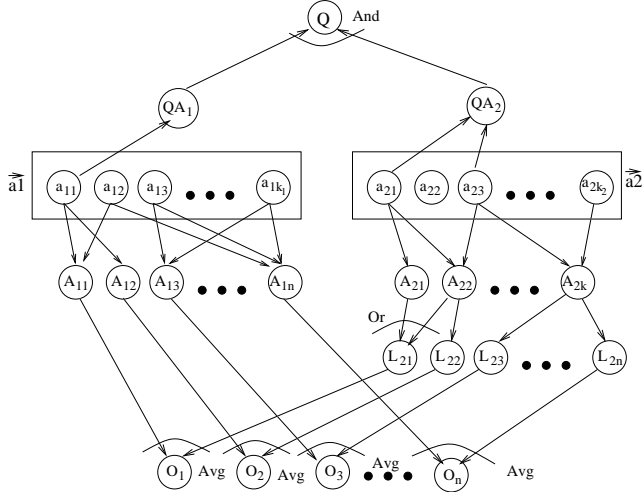 Q And
QA1 QA2
a1 a11 a12 a13 a1k1 a21 a22 a23 a2k2 a2
A11 A12 A13 A1n A21 A22 A2k
Or
L21 L22 L23 L2n
O1 Avg O2 Avg O3 Avg On Avg